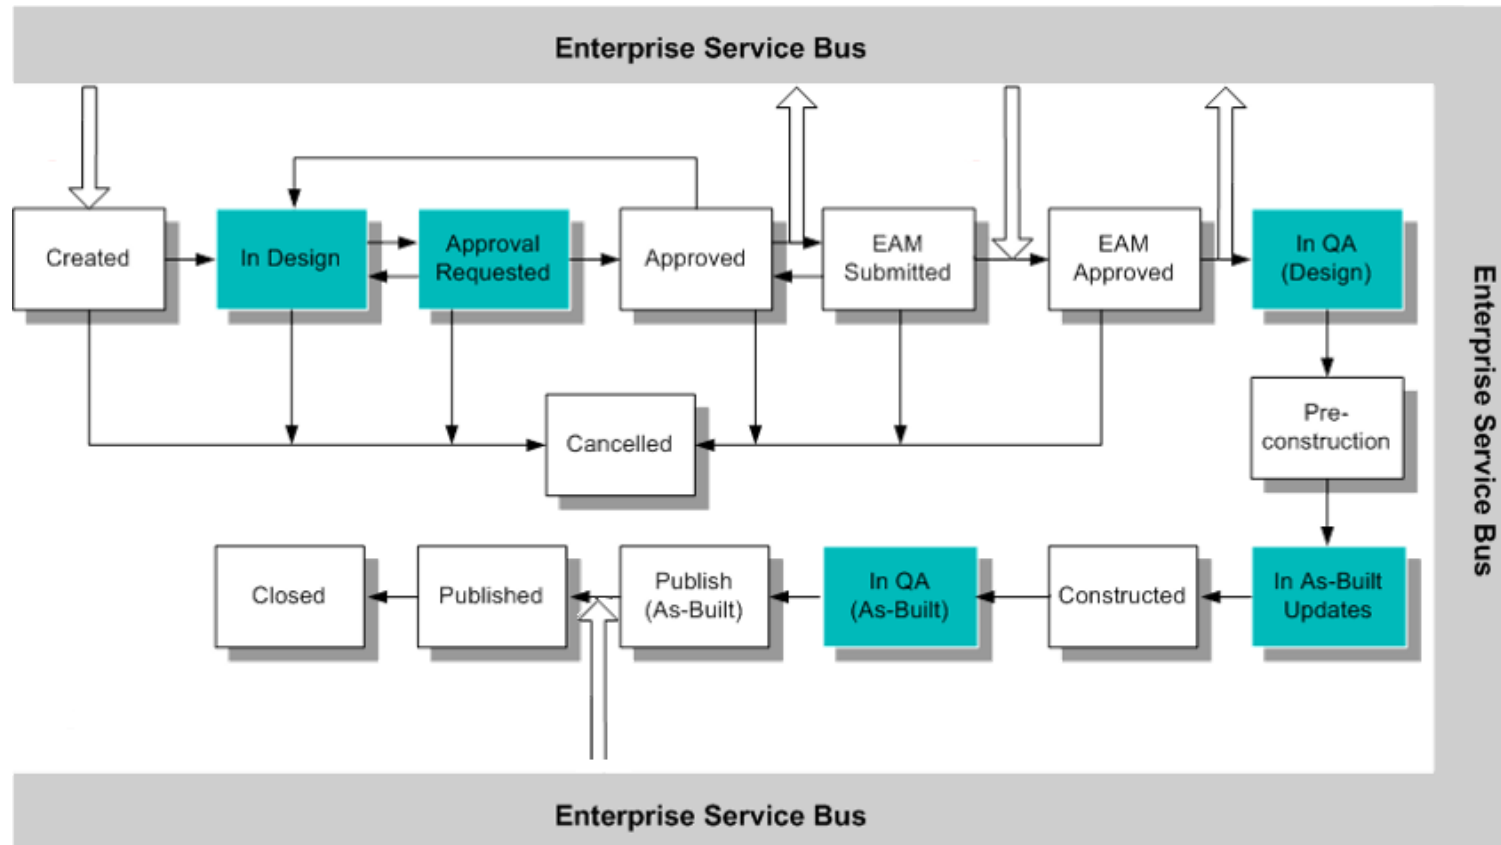 Enterprise Service Bus
Created
In Design
Approval
Requested
Approved
EAM
Submitted
EAM
Approved
In QA
(Design)
Pre-
construction
Cancelled
Enterprise Service Bus
Closed
Published
Publish
(As-Built)
In QA
(As-Built)
Constructed
In As-Built
Updates
Enterprise Service Bus